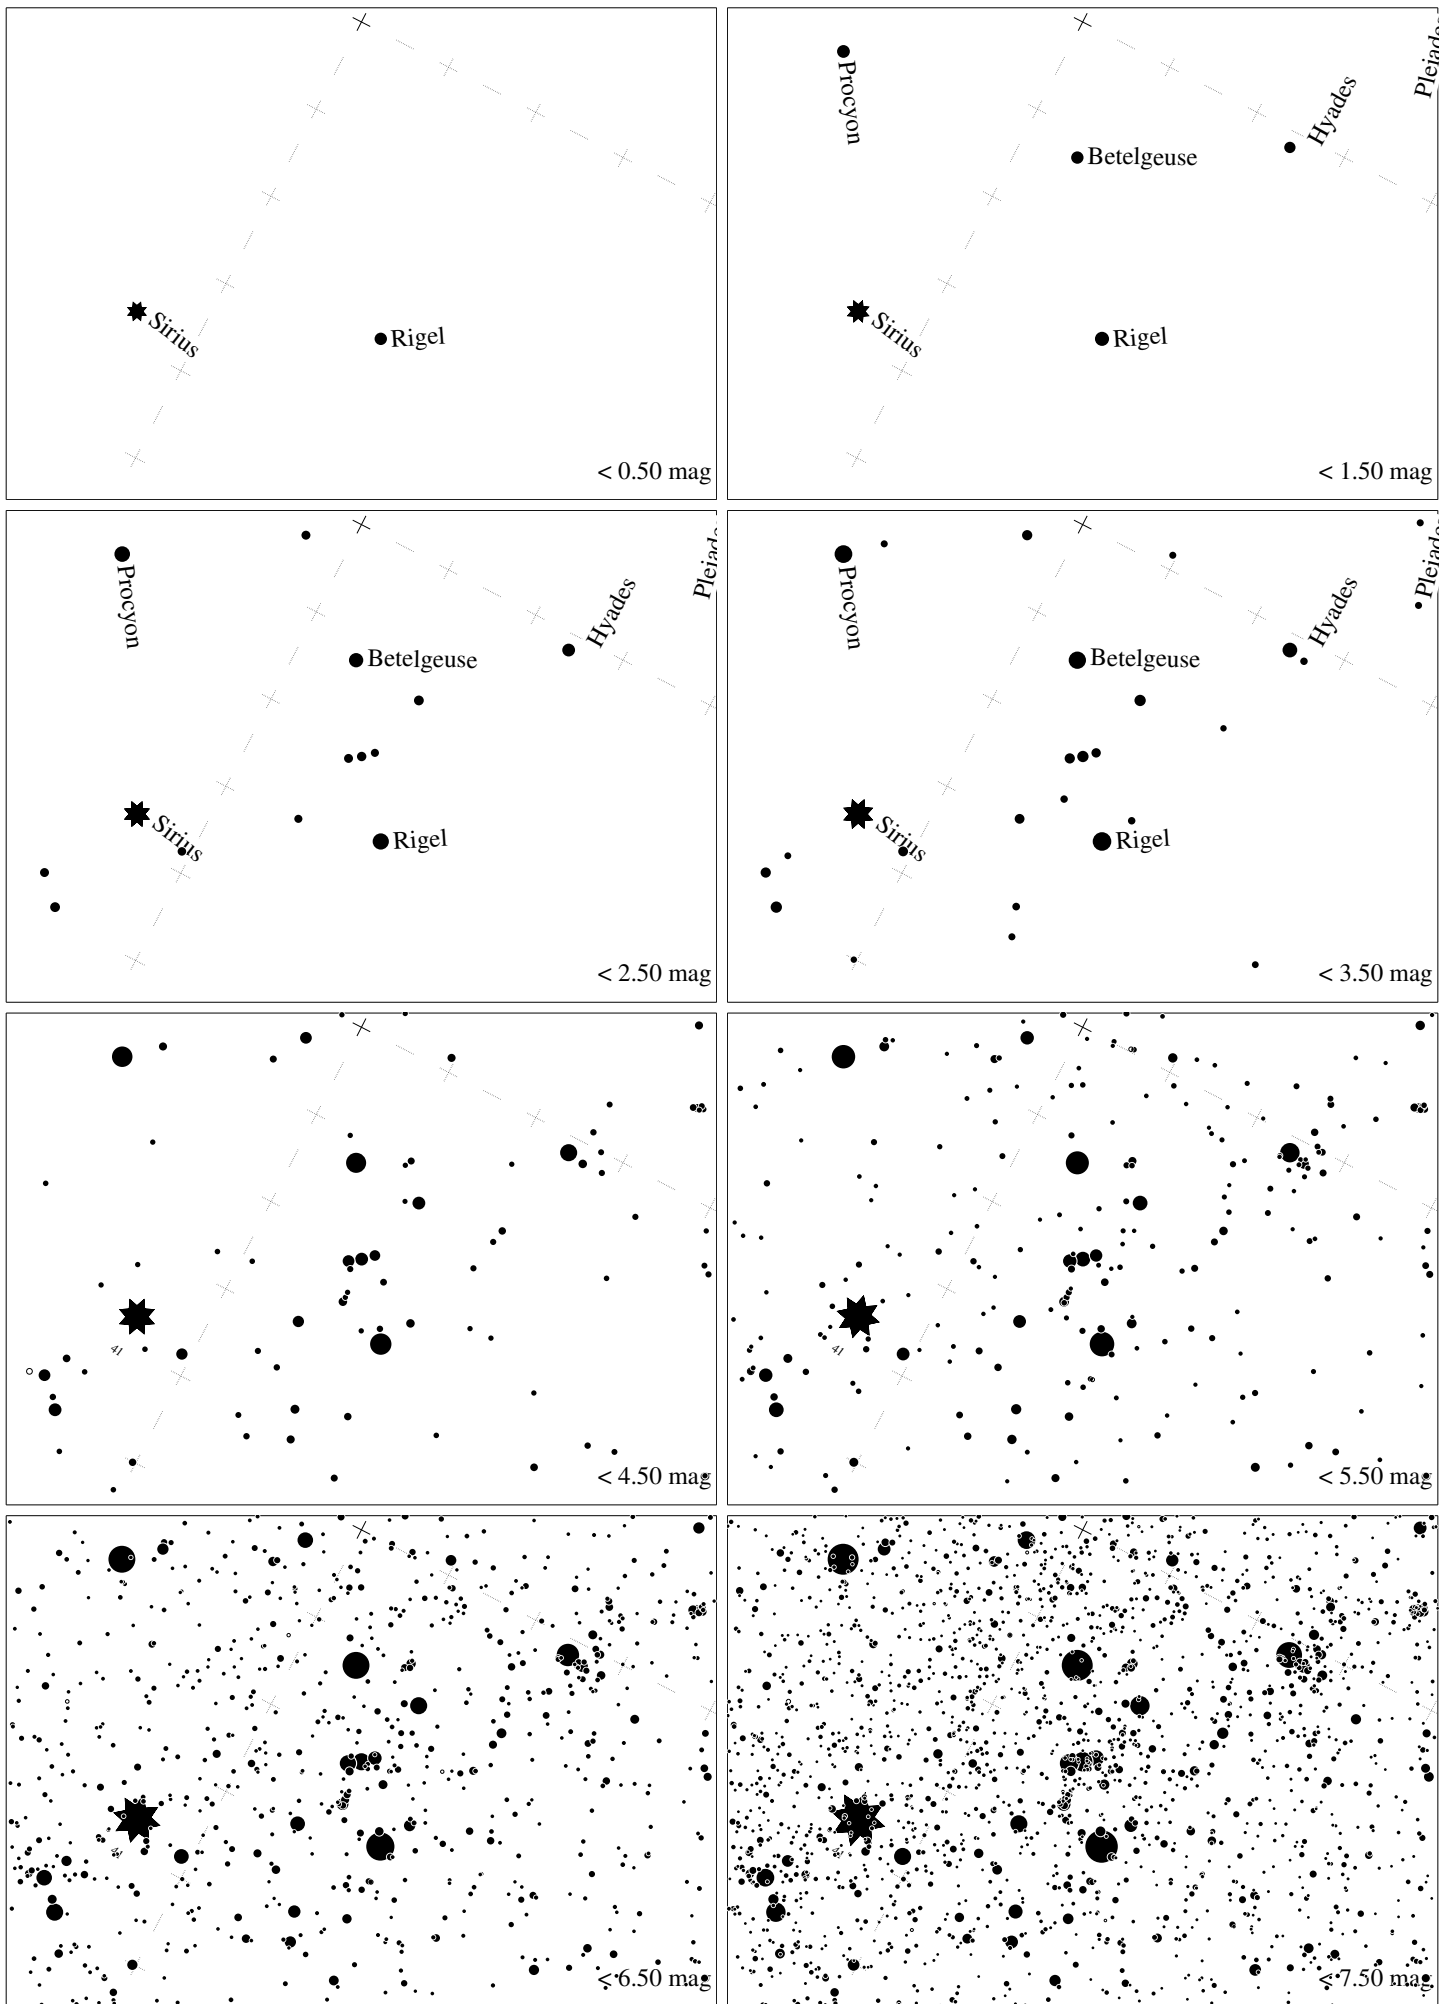 Sirius
Rigel
< 0.50 mag
Procyon
Betelgeuse
Hyades
Sirius
Rigel
< 1.50 mag
Procyon
Betelgeuse
Hyades
Sirius
Rigel
< 2.50 mag
Procyon
Betelgeuse
Hyades
Sirius
Rigel
< 3.50 mag
41
< 4.50 mag
41
< 5.50 mag
< 6.50 mag
< 7.50 mag